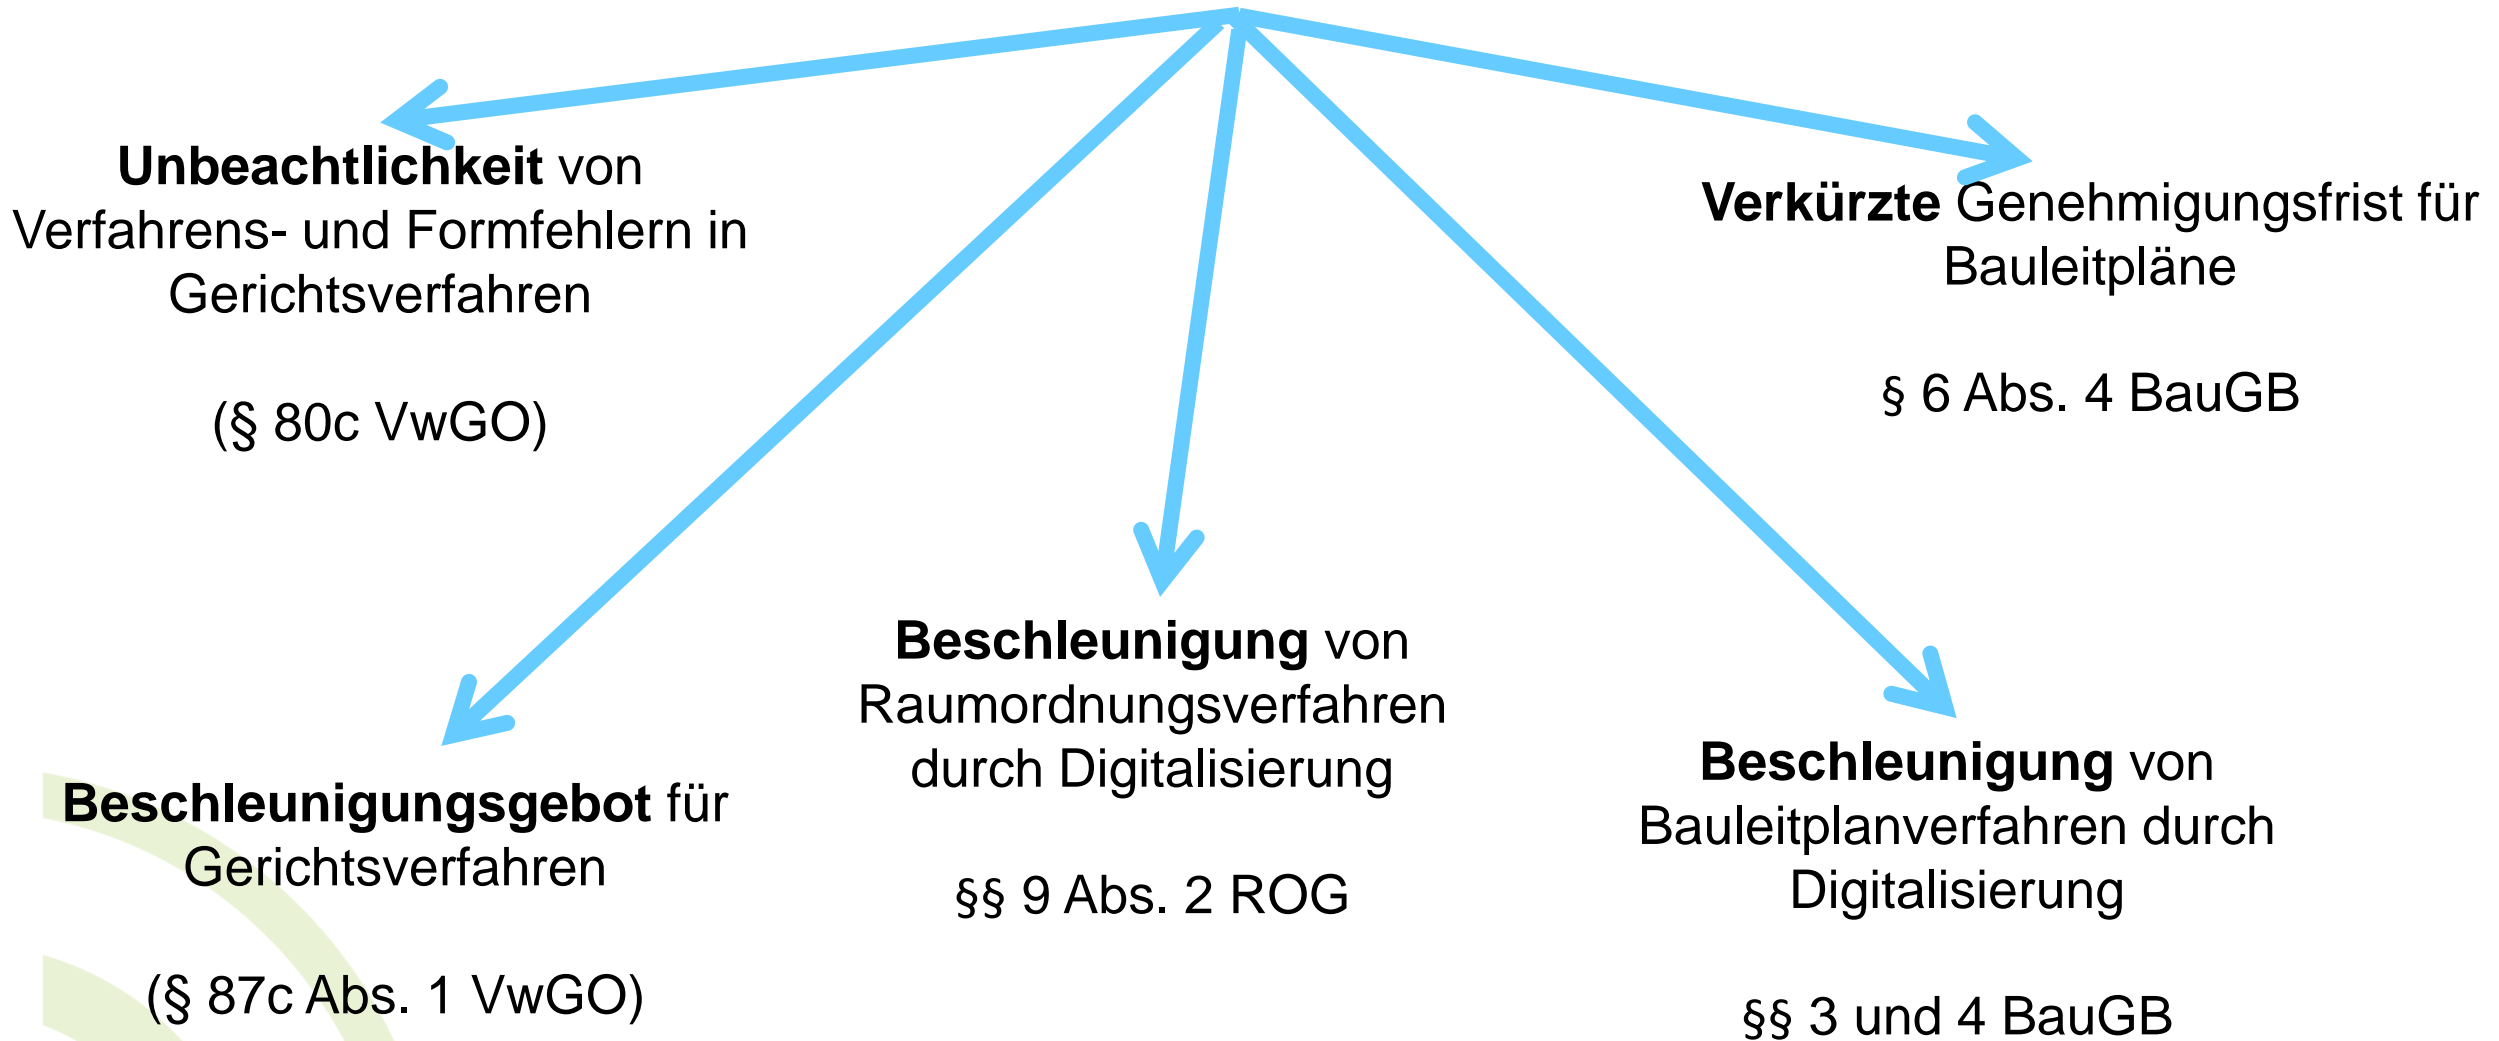 Unbeachtlichkeit von
Verfahrens- und Formfehlern in
Gerichtsverfahren
(§ 80c VwGO)
Verkürzte Genehmigungsfrist für
Bauleitpläne
§ 6 Abs. 4 BauGB
Beschleunigung von
Raumordnungsverfahren
durch Digitalisierung
§§ 9 Abs. 2 ROG
Beschleunigungsgebot für
Gerichtsverfahren
(§ 87c Abs. 1 VwGO)
Beschleunigung von
Bauleitplanverfahren durch
Digitalisierung
§§ 3 und 4 BauGB